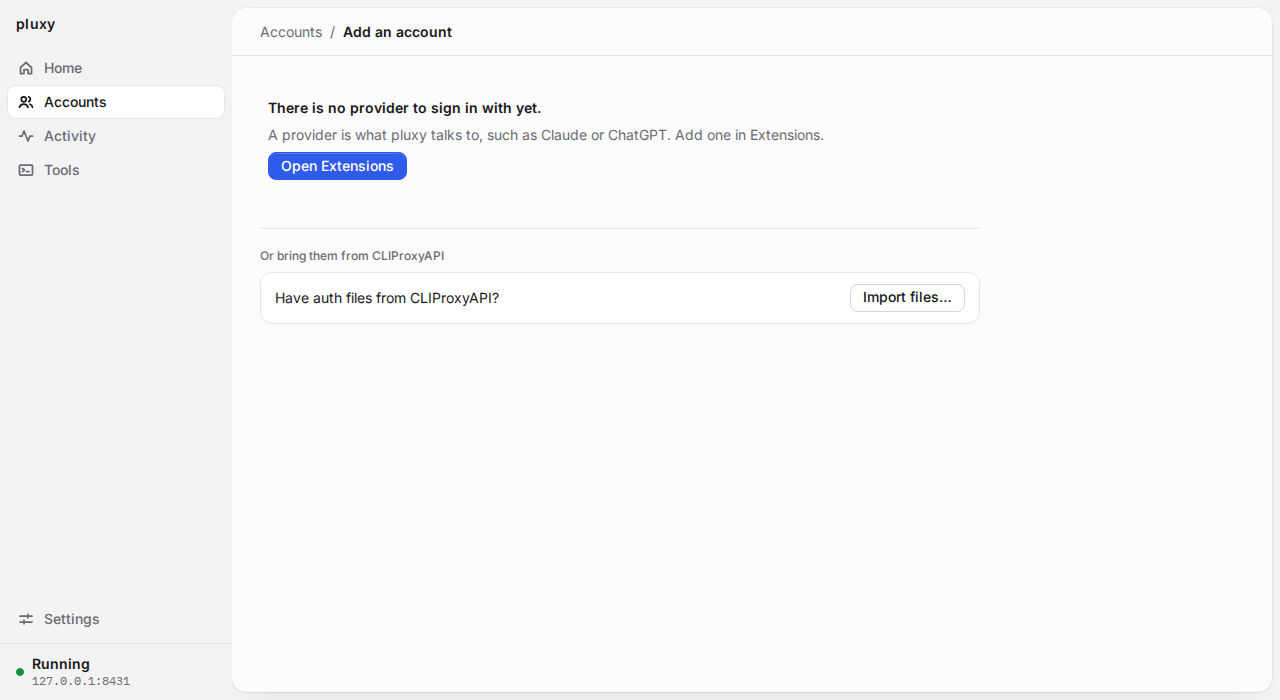 pluxy
Home
Accounts
Activity
Tools
Settings
Running
127.0.0.1:8431
Accounts / Add an account
There is no provider to sign in with yet.
A provider is what pluxy talks to, such as Claude or ChatGPT. Add one in Extensions.
Open Extensions
Or bring them from CLIProxyAPI
Have auth files from CLIProxyAPI?
Import files...